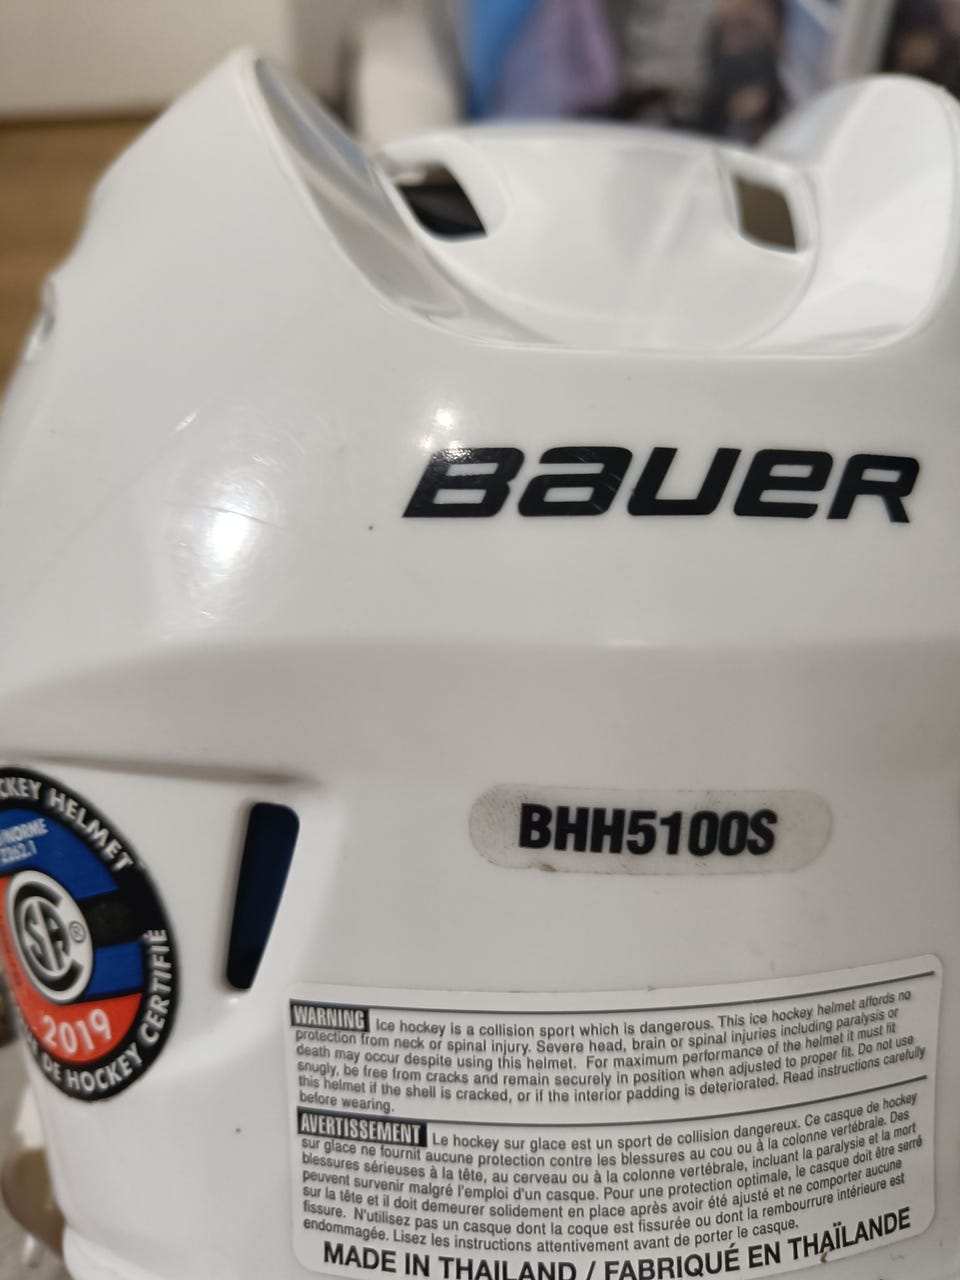 BAUER
BHH5100S
CKEY HELMET
/NORME
Z262.1
CSA®
2019
DE HOCKEY CERTIFIÉ
WARNING Ice hockey is a collision sport which is dangerous. This ice hockey helmet affords no
protection from neck or spinal injury. Severe head, brain or spinal injuries including paralysis or
death may occur despite using this helmet. For maximum performance of the helmet it must fit
snugly, be free from cracks and remain securely in position when adjusted to proper fit. Do not use
this helmet if the shell is cracked, or if the interior padding is deteriorated. Read instructions carefully
before wearing.
AVERTISSEMENT Le hockey sur glace est un sport de collision dangereux. Ce casque de hockey
sur glace ne fournit aucune protection contre les blessures au cou ou à la colonne vertébrale. Des
blessures sérieuses à la tête, au cerveau ou à la colonne vertébrale, incluant la paralysie et la mort
peuvent survenir malgré l'emploi d'un casque. Pour une protection optimale, le casque doit être serré
sur la tête et il doit demeurer solidement en place après avoir été ajusté et ne comporter aucune
fissure. N'utilisez pas un casque dont la coque est fissurée ou dont la rembourrure intérieure est
endommagée. Lisez les instructions attentivement avant de porter le casque.
MADE IN THAILAND / FABRIQUÉ EN THAÏLANDE